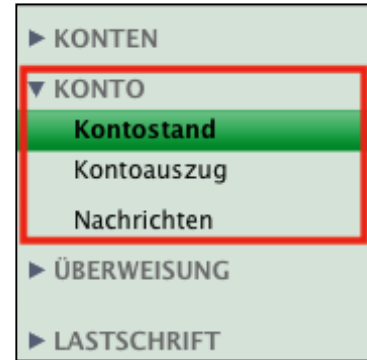 KONTEN
KONTO
Kontostand
Kontoauszug
Nachrichten
ÜBERWEISUNG
LASTSCHRIFT